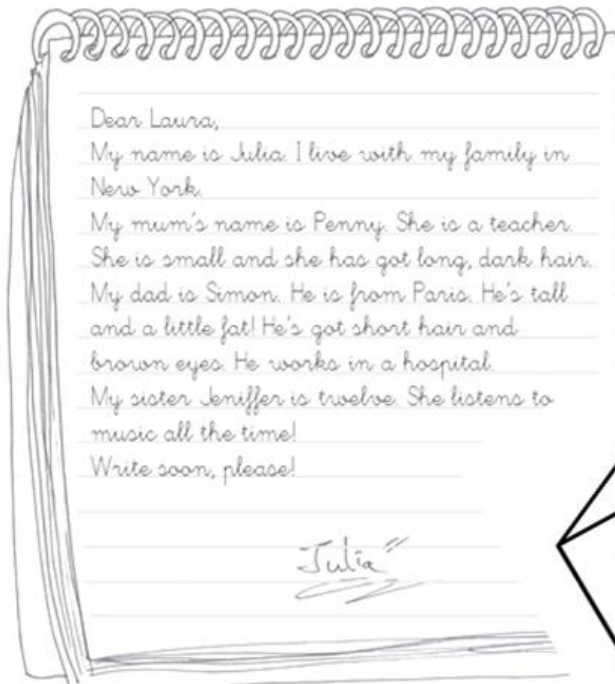 Dear Laura,
My name is Julia. I live with my family in
New York.
My mum's name is Penny. She is a teacher.
She is small and she has got long, dark hair.
My dad is Simon. He is from Paris. He's tall
and a little fat! He's got short hair and
brown eyes. He works in a hospital.
My sister Jeniffer is twelve. She listens to
music all the time!
Write soon, please!
Julia